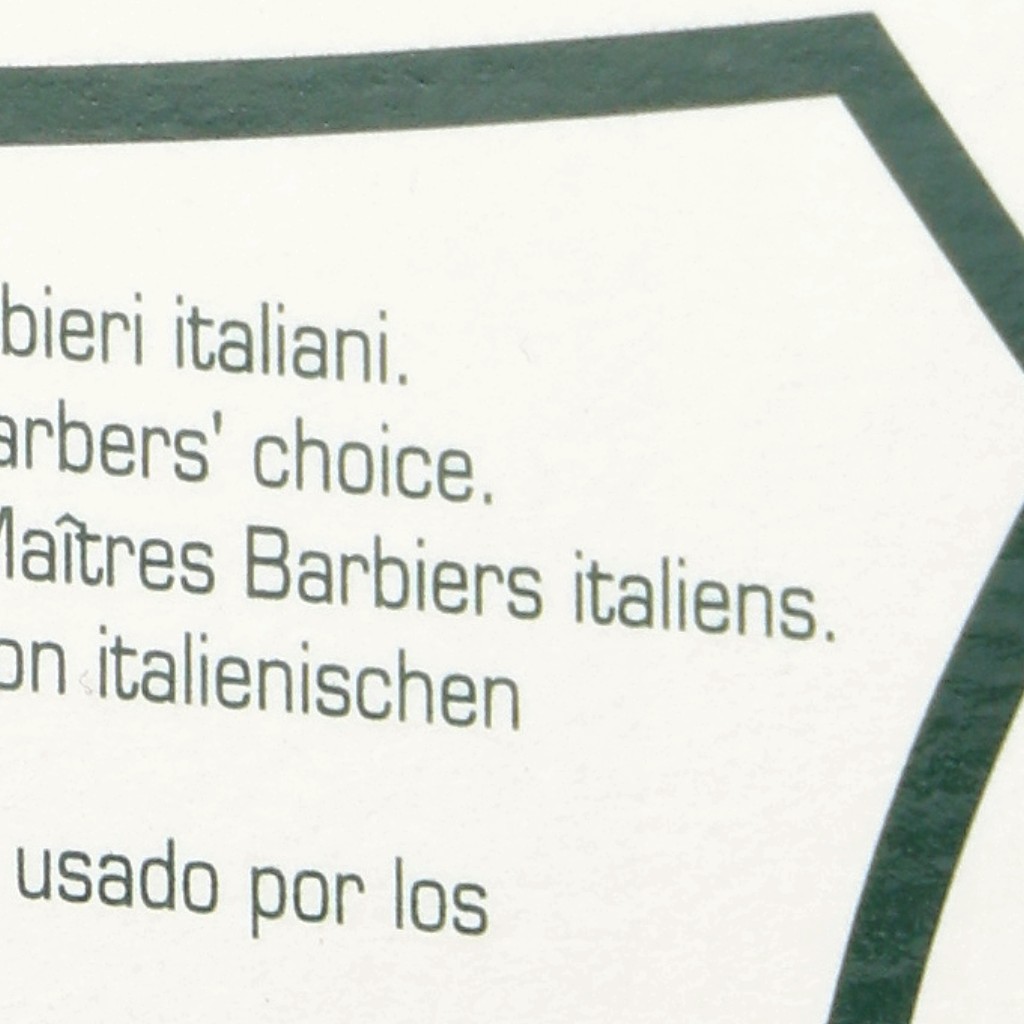 bieri italiani.
arbers' choice.
Maîtres Barbiers italiens.
on italienischen
usado por los